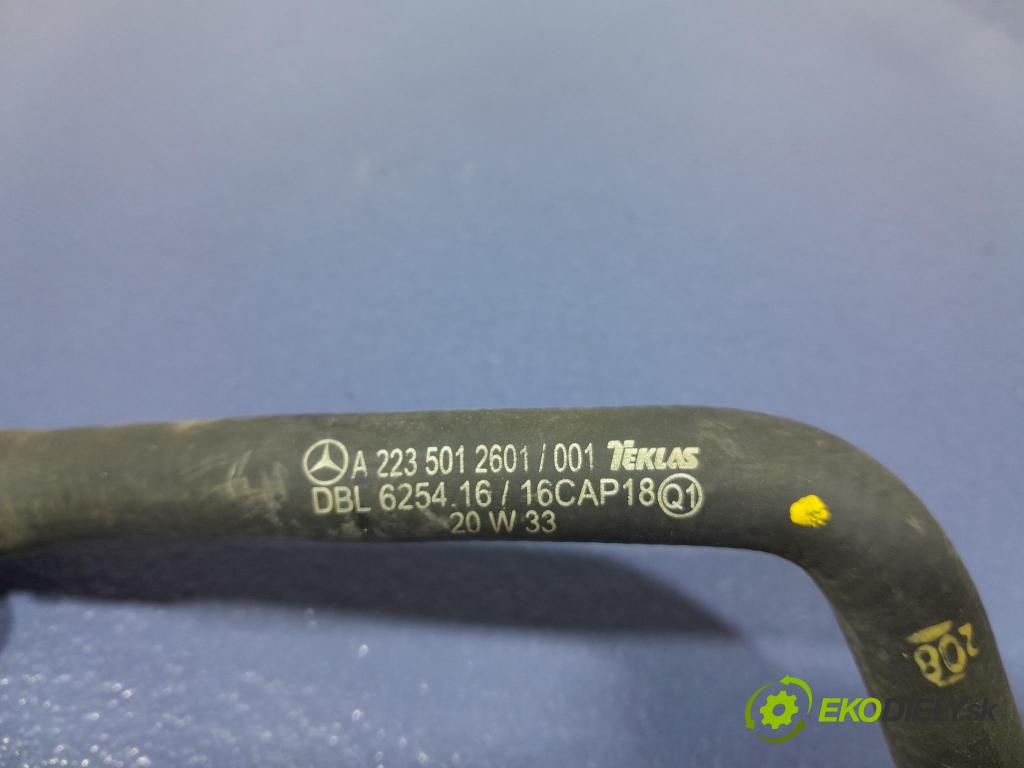 A 223 501 2601 / 001 TEKLAS
DBL 6254.16 / 16CAP18 Q1
20 W 33
208
EKODIELY.sk